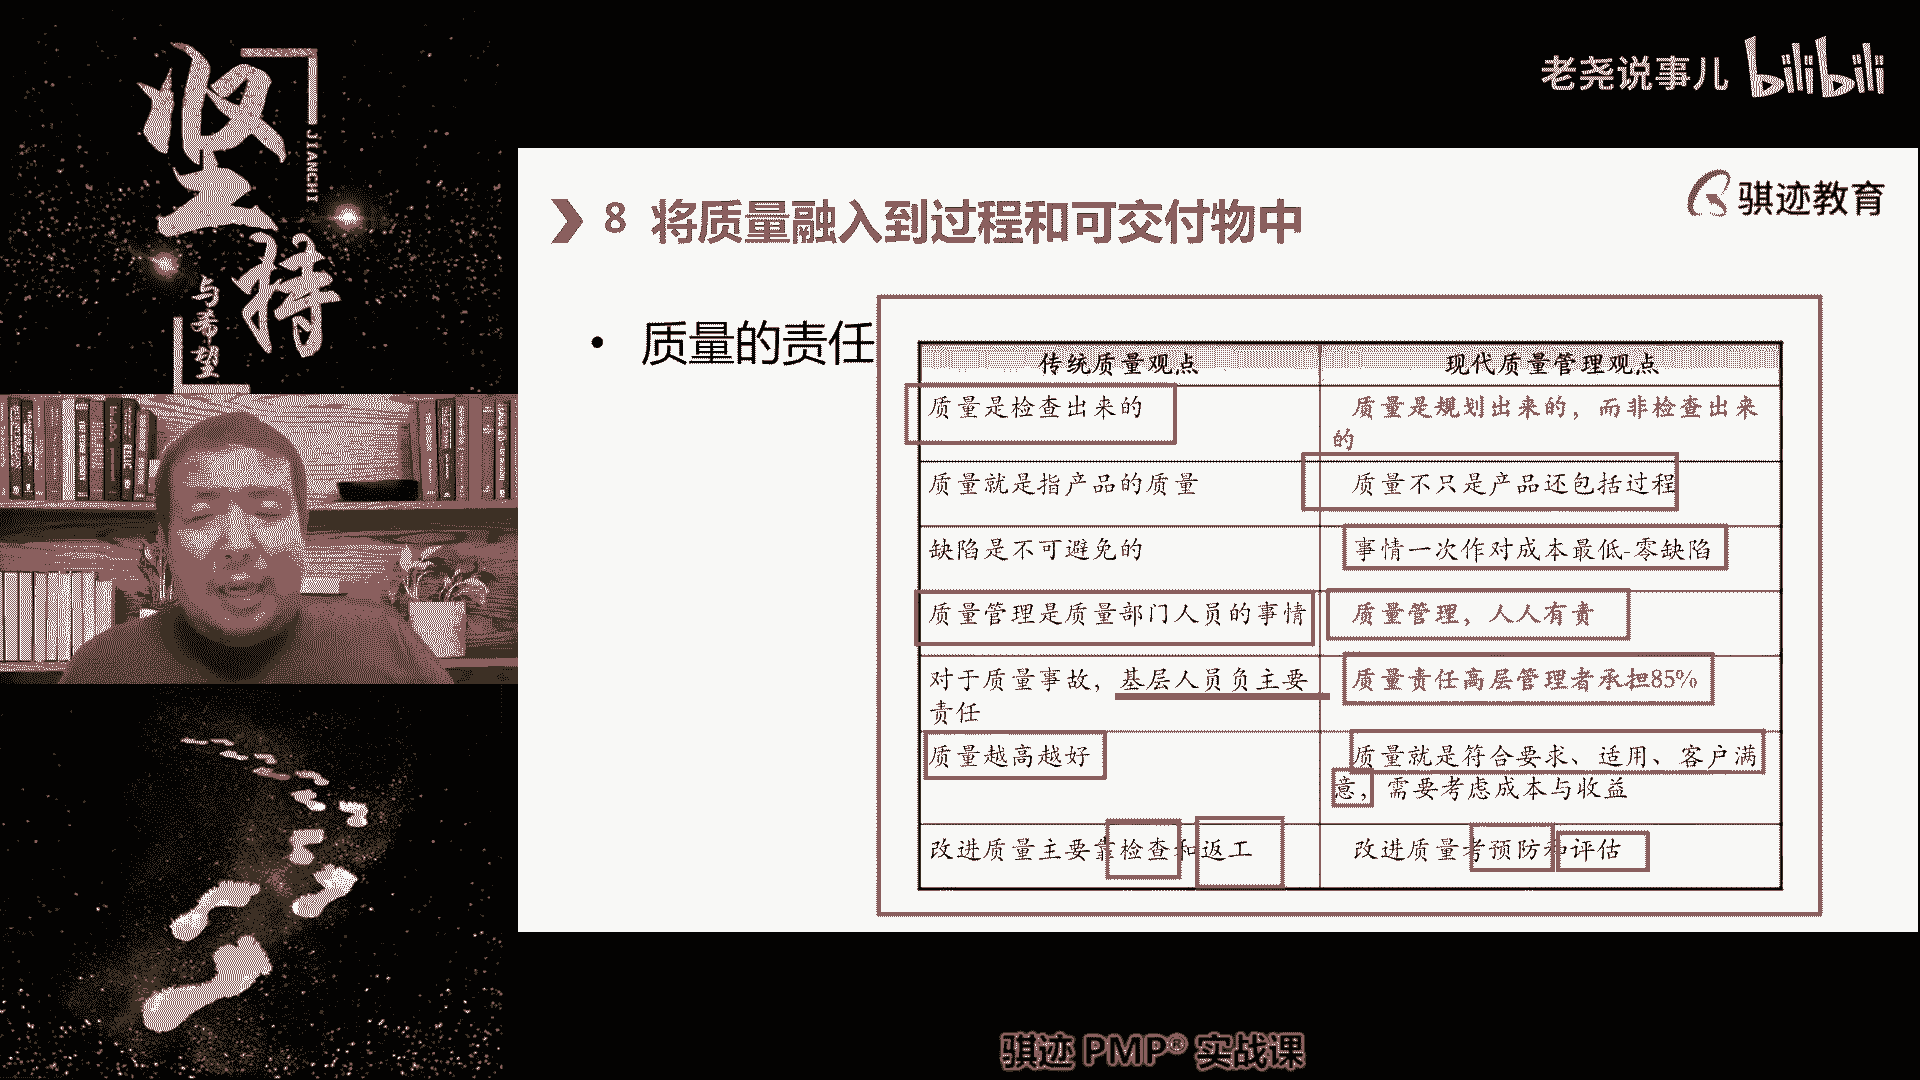 坚持
JIANCHI
与希望
老尧说事儿 bilibili
骐迹教育
8 将质量融入到过程和可交付物中
• 质量的责任
传统质量观点
现代质量管理观点
质量是检查出来的
质量是规划出来的，而非检查出来
的
质量就是指产品的质量
质量不只是产品还包括过程
缺陷是不可避免的
事情一次作对成本最低-零缺陷
质量管理是质量部门人员的事情
质量管理，人人有责
对于质量事故，基层人员负主要
责任
质量责任高层管理者承担85%
质量越高越好
质量就是符合要求、适用、客户满
意，需要考虑成本与收益
改进质量主要靠检查和返工
改进质量考预防和评估
骐迹 PMP® 实战课